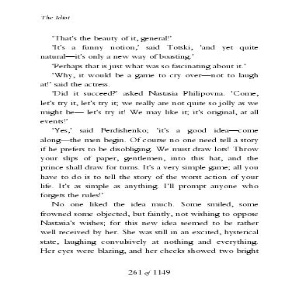 The Idiot
'That's the beauty of it, general!'
'It's a funny notion,' said Totski, 'and yet quite
natural—it's only a new way of boasting.'
'Perhaps that is just what was so fascinating about it.'
'Why, it would be a game to cry over—not to laugh
at!' said the actress.
'Did it succeed?' asked Nastasia Philipovna. 'Come,
let's try it, let's try it; we really are not quite so jolly as we
might be— let's try it! We may like it; it's original, at all
events!'
'Yes,' said Ferdishenko; 'it's a good idea—come
along—the men begin. Of course no one need tell a story
if he prefers to be disobliging. We must draw lots! Throw
your slips of paper, gentlemen, into this hat, and the
prince shall draw for turns. It's a very simple game; all you
have to do is to tell the story of the worst action of your
life. It's as simple as anything. I'll prompt anyone who
forgets the rules!'
No one liked the idea much. Some smiled, some
frowned some objected, but faintly, not wishing to oppose
Nastasia's wishes; for this new idea seemed to be rather
well received by her. She was still in an excited, hysterical
state, laughing convulsively at nothing and everything.
Her eyes were blazing, and her cheeks showed two bright
261 of 1149